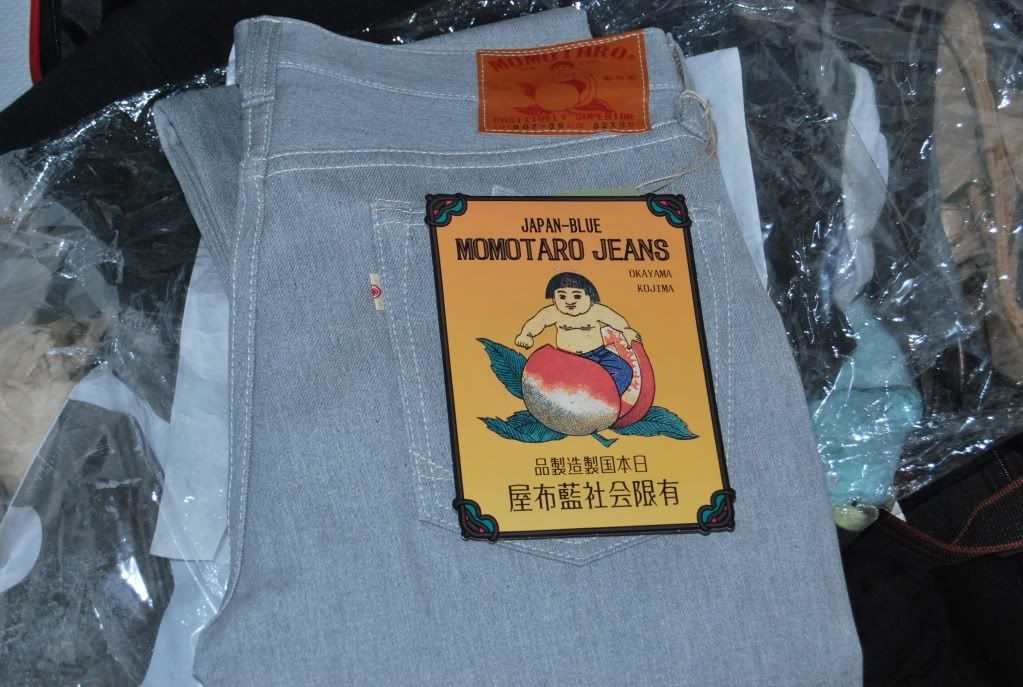 MOMOTARO
POSITIVELY SUPERIOR
JAPAN-BLUE
MOMOTARO JEANS
OKAYAMA
KOJIMA
品製造製国本日
屋布藍社会限有